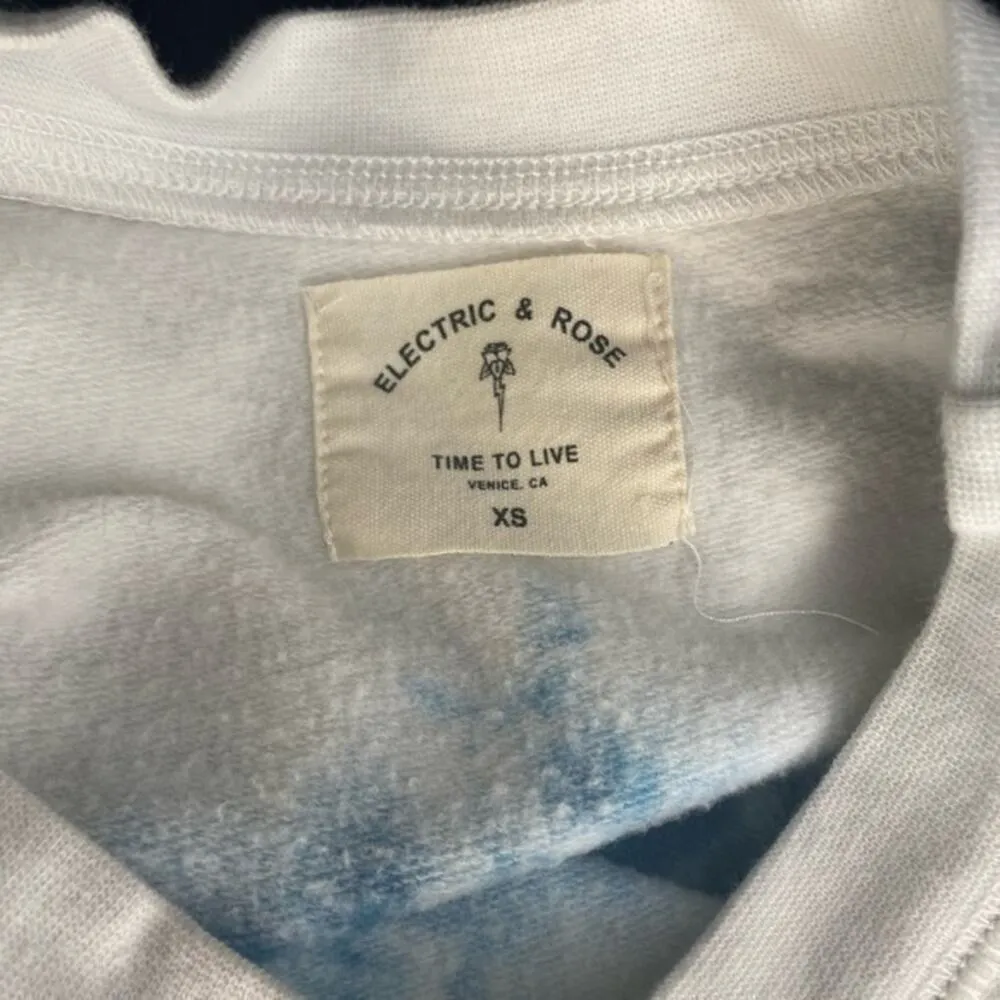 ELECTRIC & ROSE
TIME TO LIVE
VENICE, CA
XS